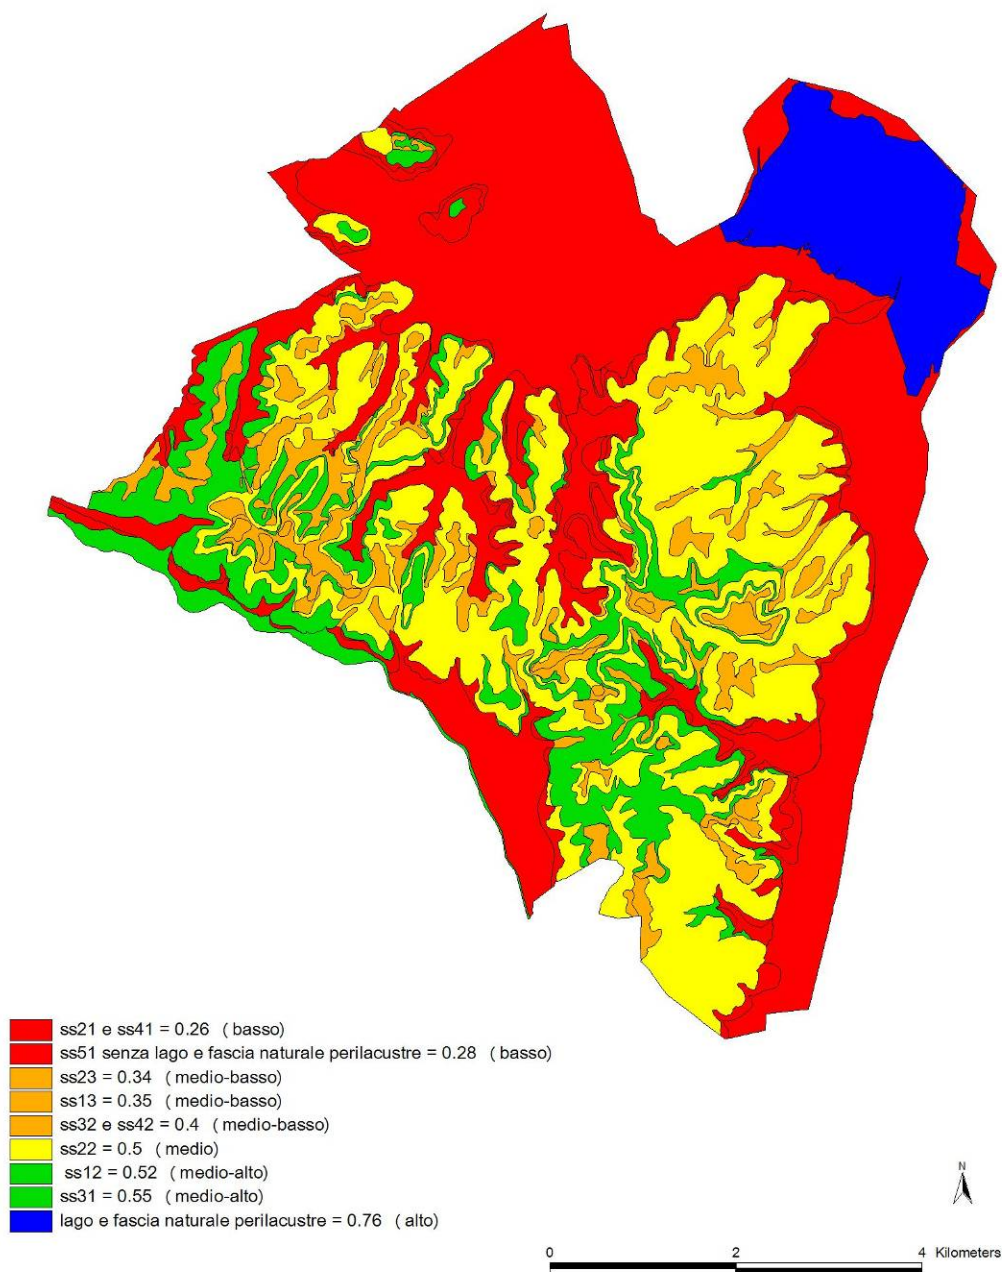 ss21 e ss41 = 0.26 ( basso)
ss51 senza lago e fascia naturale perilacustre = 0.28 ( basso)
ss23 = 0.34 ( medio-basso)
ss13 = 0.35 ( medio-basso)
ss32 e ss42 = 0.4 ( medio-basso)
ss22 = 0.5 ( medio)
ss12 = 0.52 ( medio-alto)
ss31 = 0.55 ( medio-alto)
lago e fascia naturale perilacustre = 0.76 ( alto)
N
0 2 4 Kilometers